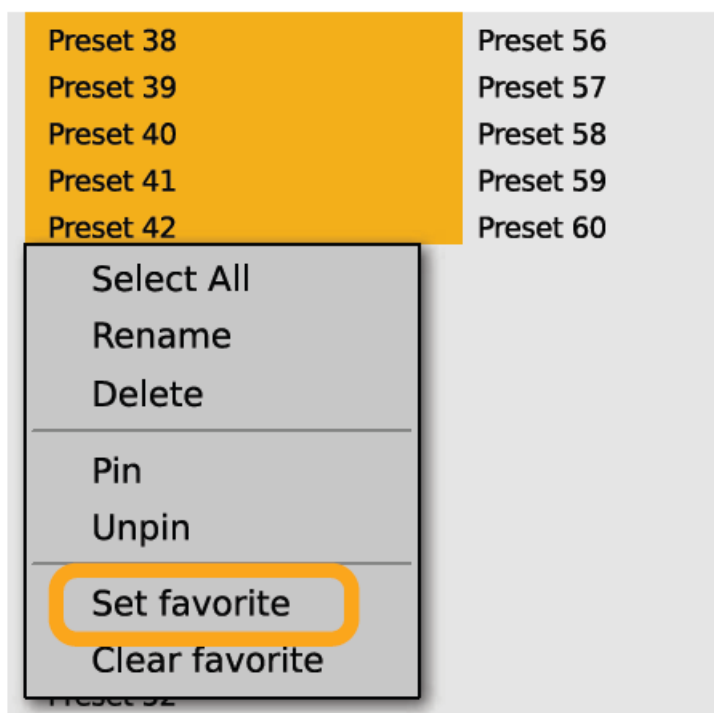 Preset 38
Preset 39
Preset 40
Preset 41
Preset 42
Preset 56
Preset 57
Preset 58
Preset 59
Preset 60
Select All
Rename
Delete
Pin
Unpin
Set favorite
Clear favorite